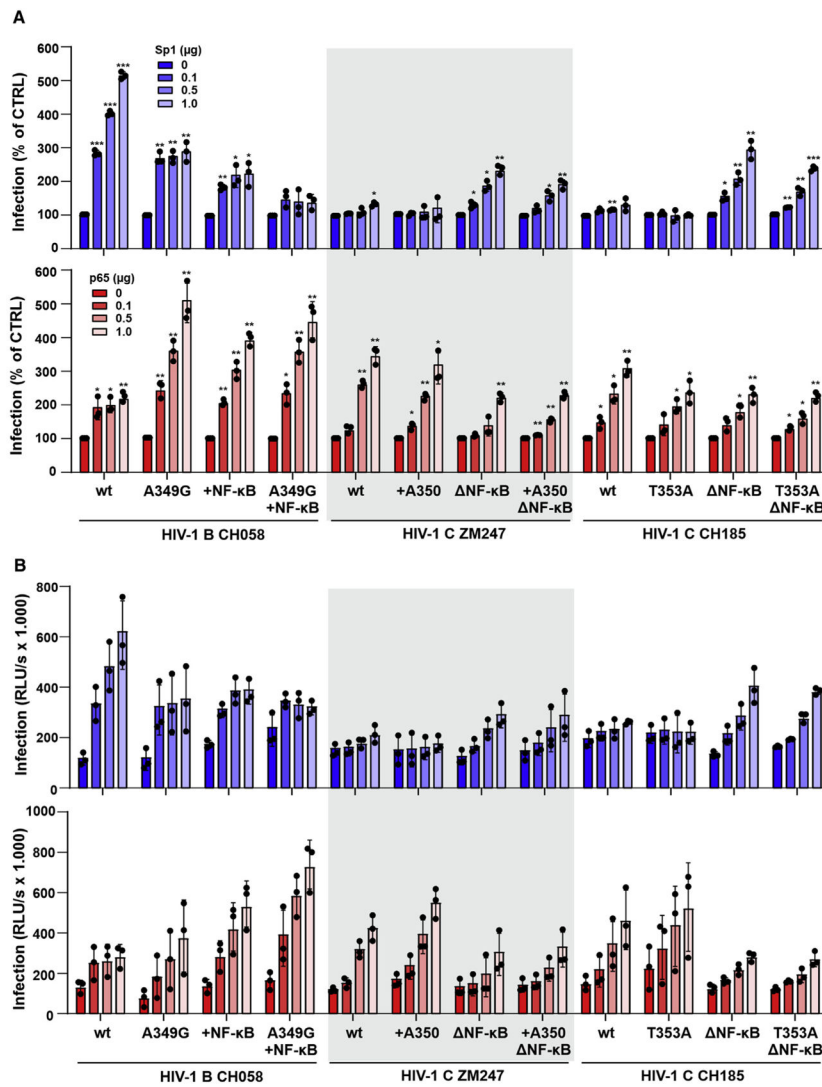 A
Sp1 (µg)
0
0.1
0.5
1.0
Infection (% of CTRL)
600
500
400
300
200
100
0
*** *** ***
** ** **
** * *
*
* * **
* **
**
* ** **
** ** ***
p65 (µg)
0
0.1
0.5
1.0
Infection (% of CTRL)
600
500
400
300
200
100
0
* * **
** ** **
** ** **
* ** **
** **
* ** *
**
** ** **
* * **
* *
* **
* * **
wt A349G +NF-κB A349G +NF-κB wt +A350 ΔNF-κB +A350 ΔNF-κB wt T353A ΔNF-κB T353A ΔNF-κB
HIV-1 B CH058 HIV-1 C ZM247 HIV-1 C CH185
B
Infection (RLU/s x 1.000)
800
600
400
200
0
Infection (RLU/s x 1.000)
1000
800
600
400
200
0
wt A349G +NF-κB A349G +NF-κB wt +A350 ΔNF-κB +A350 ΔNF-κB wt T353A ΔNF-κB T353A ΔNF-κB
HIV-1 B CH058 HIV-1 C ZM247 HIV-1 C CH185